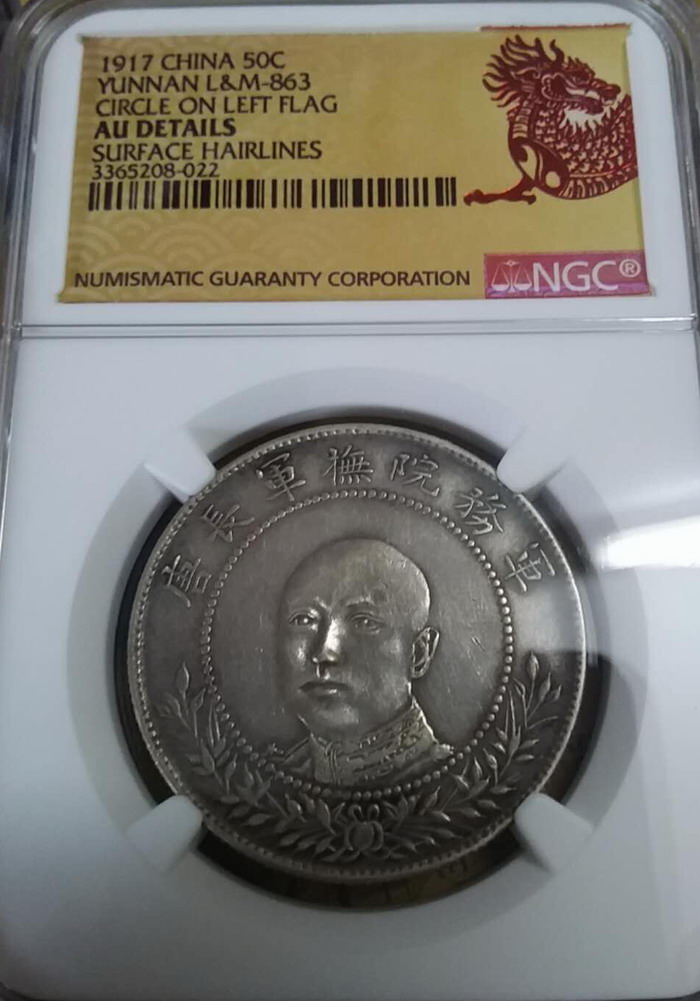 1917 CHINA 50C
YUNNAN L&M-863
CIRCLE ON LEFT FLAG
AU DETAILS
SURFACE HAIRLINES
3365208-022
NUMISMATIC GUARANTY CORPORATION
NGC®
軍務院撫軍長唐